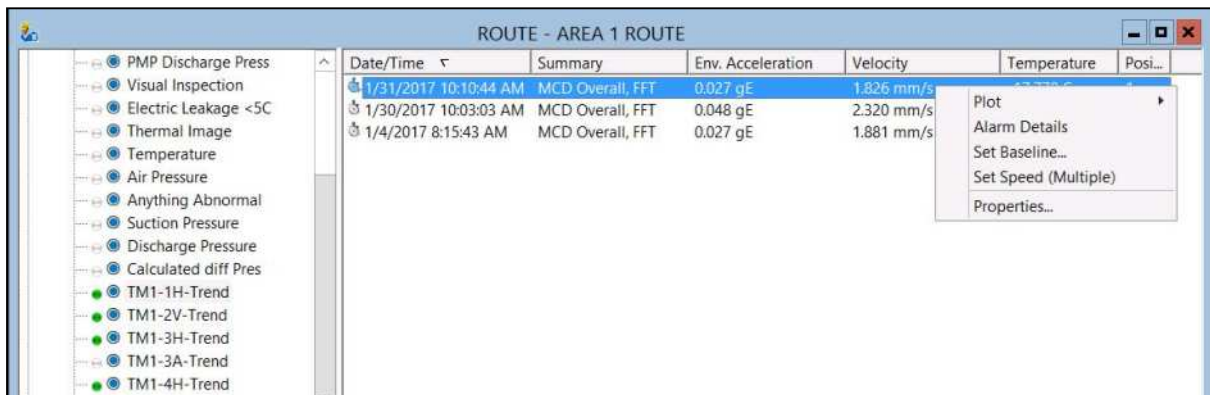 ROUTE - AREA 1 ROUTE
PMP Discharge Press
Visual Inspection
Electric Leakage <5C
Thermal Image
Temperature
Air Pressure
Anything Abnormal
Suction Pressure
Discharge Pressure
Calculated diff Pres
TM1-1H-Trend
TM1-2V-Trend
TM1-3H-Trend
TM1-3A-Trend
TM1-4H-Trend
Date/Time Summary Env. Acceleration Velocity Temperature Posi...
1/31/2017 10:10:44 AM MCD Overall, FFT 0.027 gE 1.826 mm/s
1/30/2017 10:03:03 AM MCD Overall, FFT 0.048 gE 2.320 mm/s
1/4/2017 8:15:43 AM MCD Overall, FFT 0.027 gE 1.881 mm/s
Plot
Alarm Details
Set Baseline...
Set Speed (Multiple)
Properties...